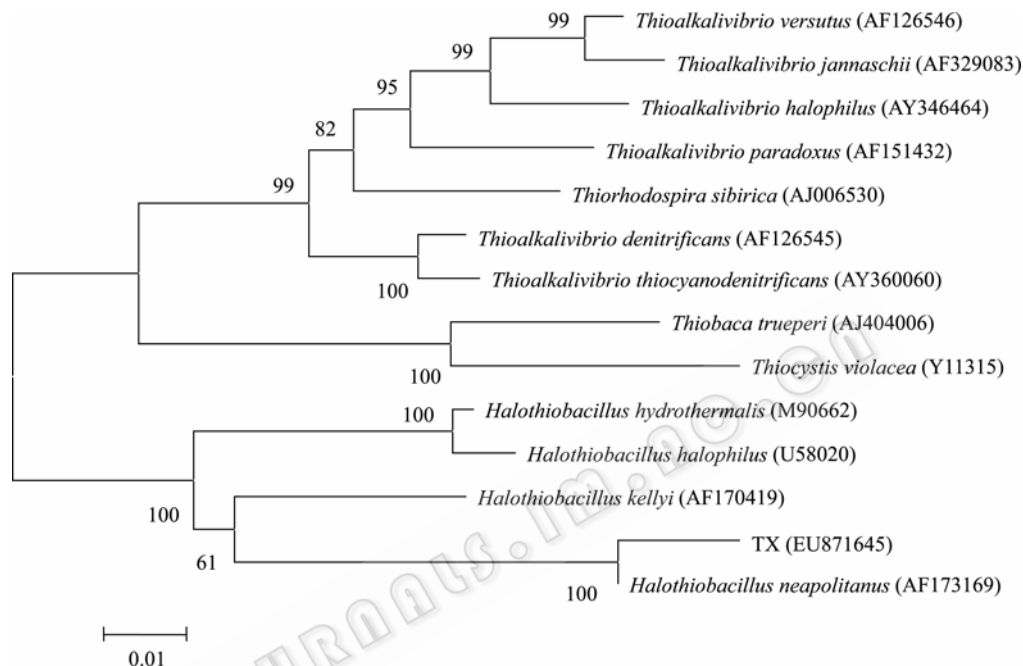 99
Thioalkalivibrio versutus (AF126546)
99
Thioalkalivibrio jannaschii (AF329083)
95
Thioalkalivibrio halophilus (AY346464)
82
Thioalkalivibrio paradoxus (AF151432)
99
Thiorhodospira sibirica (AJ006530)
Thioalkalivibrio denitrificans (AF126545)
100
Thioalkalivibrio thiocyanodenitrificans (AY360060)
Thiobaca trueperi (AJ404006)
100
Thiocystis violacea (Y11315)
100
Halothiobacillus hydrothermalis (M90662)
Halothiobacillus halophilus (U58020)
100
Halothiobacillus kellyi (AF170419)
61
TX (EU871645)
100
Halothiobacillus neapolitanus (AF173169)
0.01